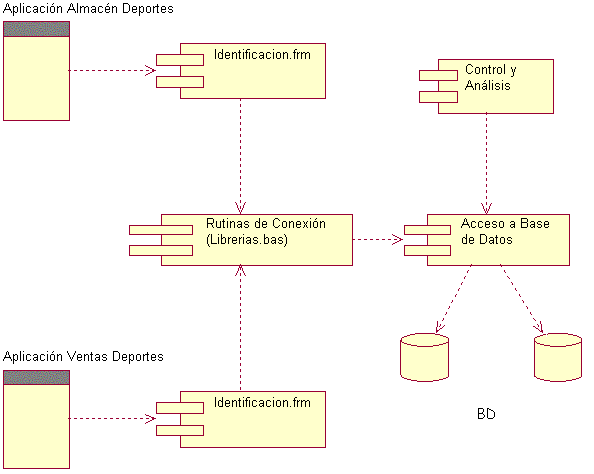 Aplicación Almacén Deportes
Identificacion.frm
Control y
Análisis
Rutinas de Conexión
(Librerias.bas)
Acceso a Base
de Datos
Aplicación Ventas Deportes
Identificacion.frm
BD